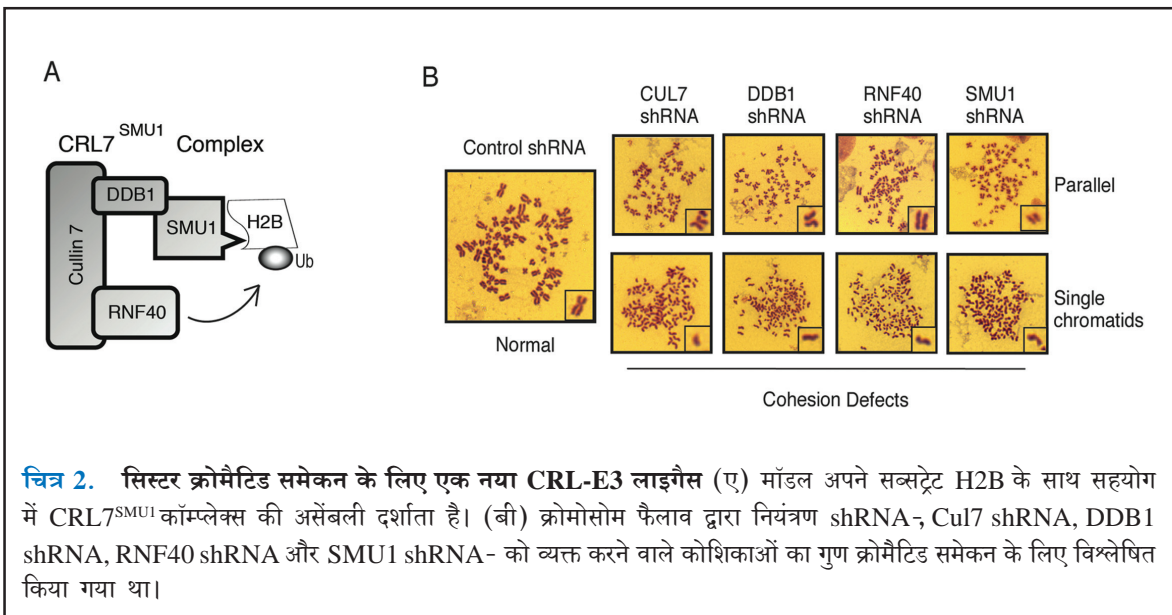 A
CRL7 SMU1 Complex
DDB1
SMU1
H2B
Ub
Cullin 7
RNF40
B
Control shRNA
Normal
CUL7 shRNA
DDB1 shRNA
RNF40 shRNA
SMU1 shRNA
Parallel
Single chromatids
Cohesion Defects
चित्र 2. सिस्टर क्रोमैटिड समेकन के लिए एक नया CRL-E3 लाइगैस (ए) मॉडल अपने सब्सट्रेट H2B के साथ सहयोग
में CRL7SMU1 कॉम्प्लेक्स की असेंबली दर्शाता है। (बी) क्रोमोसोम फैलाव द्वारा नियंत्रण shRNA-, Cul7 shRNA, DDB1
shRNA, RNF40 shRNA और SMU1 shRNA- को व्यक्त करने वाले कोशिकाओं का गुण क्रोमैटिड समेकन के लिए विश्लेषित
किया गया था।